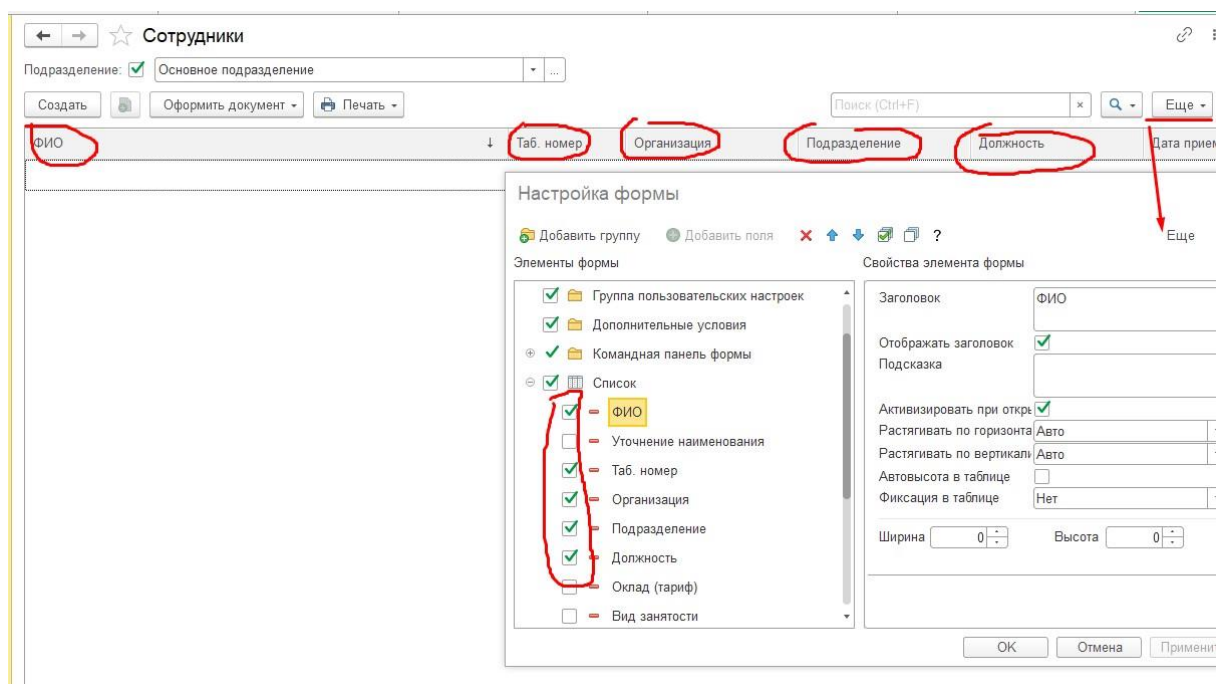 Сотрудники
Подразделение: Основное подразделение ...
Создать Оформить документ Печать Поиск (Ctrl+F) × Еще
ФИО ↓ Таб. номер Организация Подразделение Должность Дата прием
Настройка формы
Добавить группу Добавить поля ? Еще
Элементы формы Свойства элемента формы
Группа пользовательских настроек Заголовок ФИО
Дополнительные условия
Командная панель формы Отображать заголовок
Подсказка
Список
ФИО Активизировать при откры
Уточнение наименования Растягивать по горизонта Авто
Растягивать по вертикали Авто
Таб. номер Автовысота в таблице
Организация Фиксация в таблице Нет
Подразделение Ширина 0 Высота 0
Должность
Оклад (тариф)
Вид занятости
OK Отмена Применить